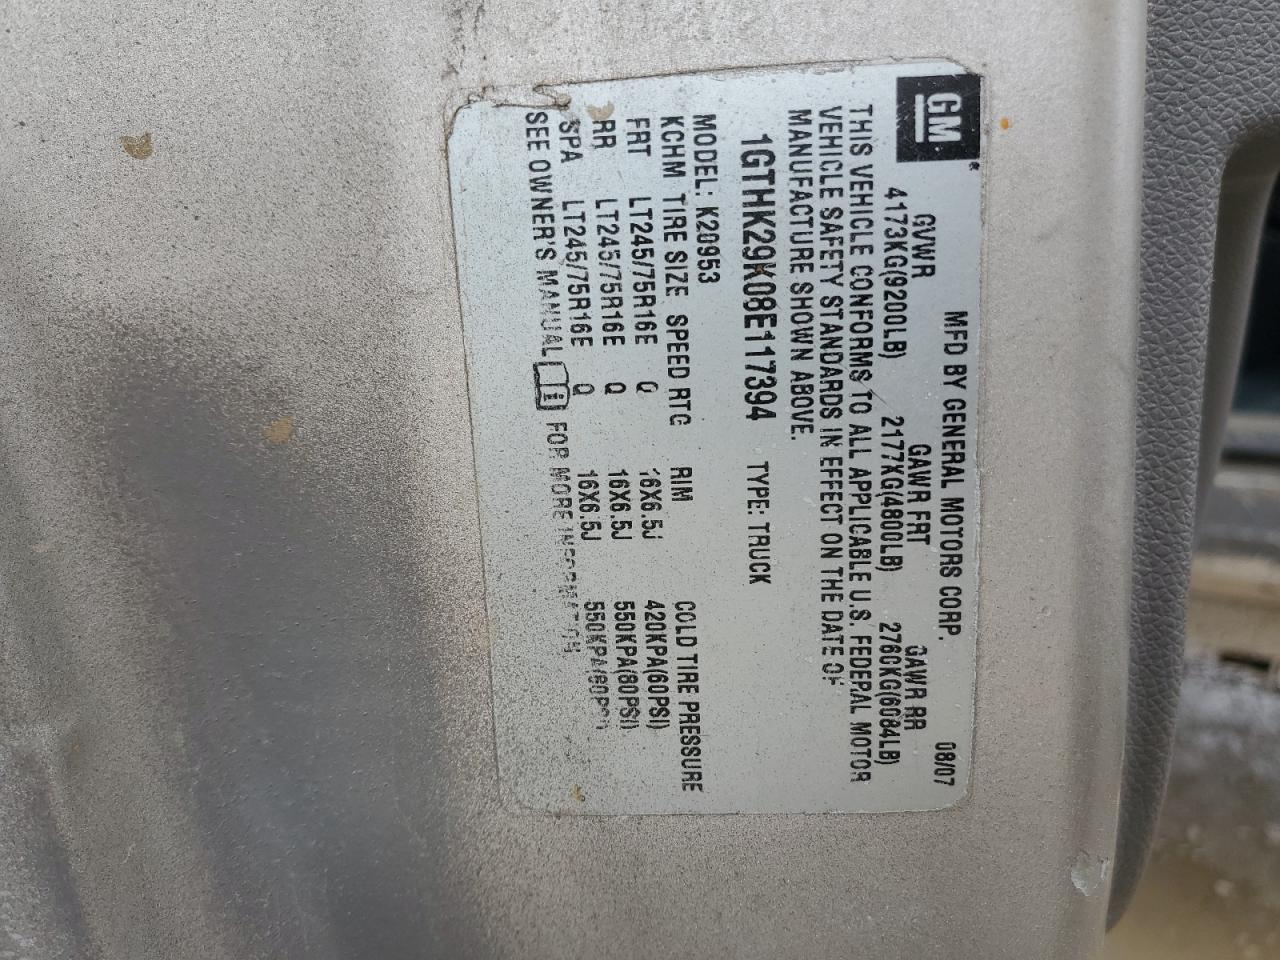 GM
MFD BY GENERAL MOTORS CORP. 08/07
GVWR GAWR FRT GAWR RR
4173KG(9200LB) 2177KG(4800LB) 2760KG(6084LB)
THIS VEHICLE CONFORMS TO ALL APPLICABLE U.S. FEDERAL MOTOR
VEHICLE SAFETY STANDARDS IN EFFECT ON THE DATE OF
MANUFACTURE SHOWN ABOVE.
1GTHK29K08E117394 TYPE: TRUCK
MODEL: K20953
KCHM TIRE SIZE SPEED RTG RIM COLD TIRE PRESSURE
FRT LT245/75R16E Q 16X6.5J 420KPA(60PSI)
RR LT245/75R16E Q 16X6.5J 550KPA(80PSI)
SPA LT245/75R16E Q 16X6.5J 550KPA(80PSI)
SEE OWNER'S MANUAL i FOR MORE INFORMATION